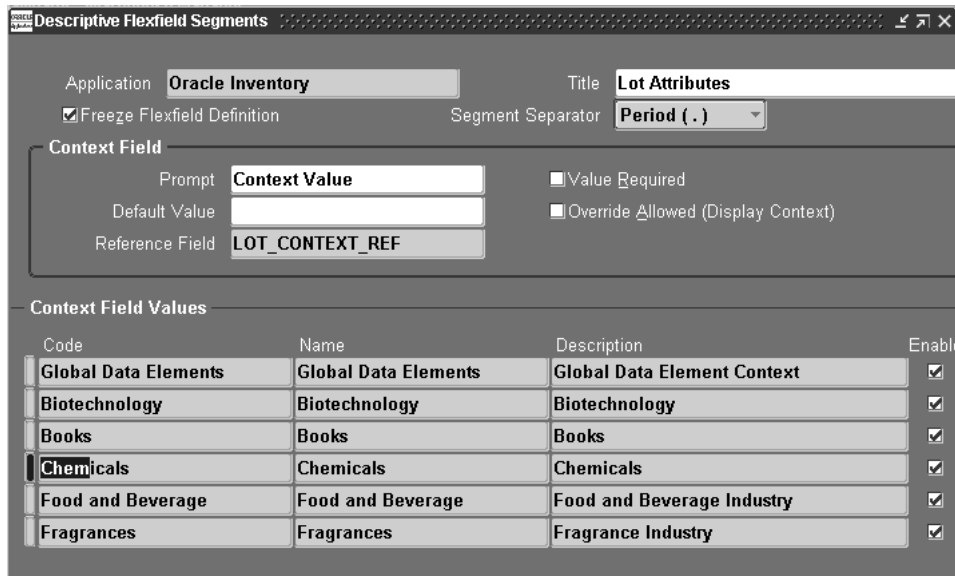 Descriptive Flexfield Segments
Application Oracle Inventory Title Lot Attributes
Freeze Flexfield Definition Segment Separator Period ( . )
Context Field
Prompt Context Value Value Required
Default Value Override Allowed (Display Context)
Reference Field LOT_CONTEXT_REF
Context Field Values
Code Name Description Enable
Global Data Elements Global Data Elements Global Data Element Context
Biotechnology Biotechnology Biotechnology
Books Books Books
Chemicals Chemicals Chemicals
Food and Beverage Food and Beverage Food and Beverage Industry
Fragrances Fragrances Fragrance Industry